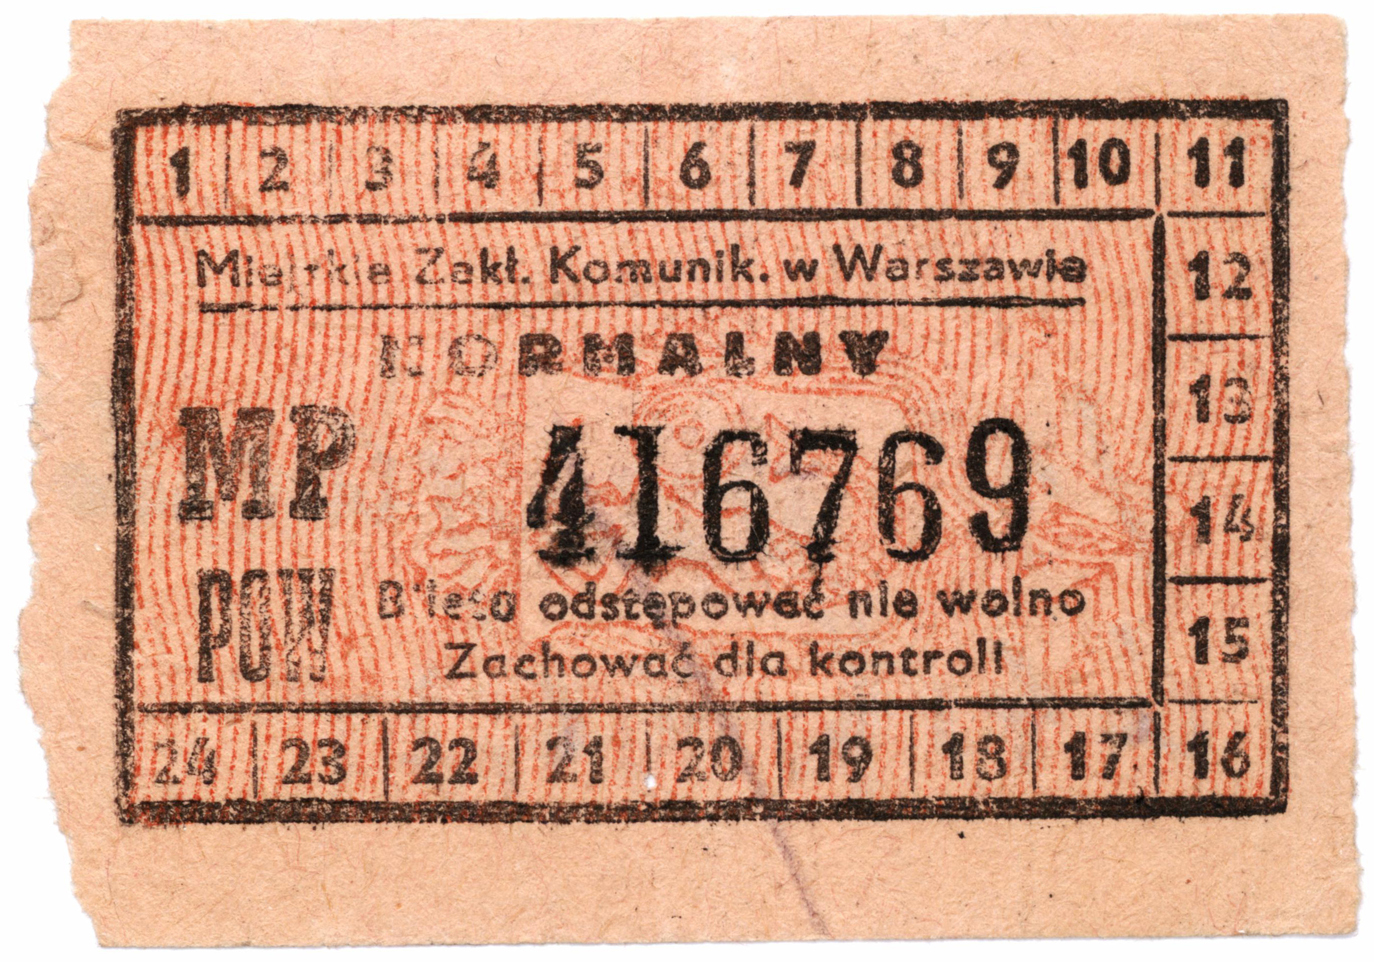 1 2 3 4 5 6 7 8 9 10 11
Miejskie Zakł. Komunik. w Warszawie
12
NORMALNY
13
MP 416769
14
POW Biletu odstępować nie wolno
15
Zachować dla kontroli
24 23 22 21 20 19 18 17 16